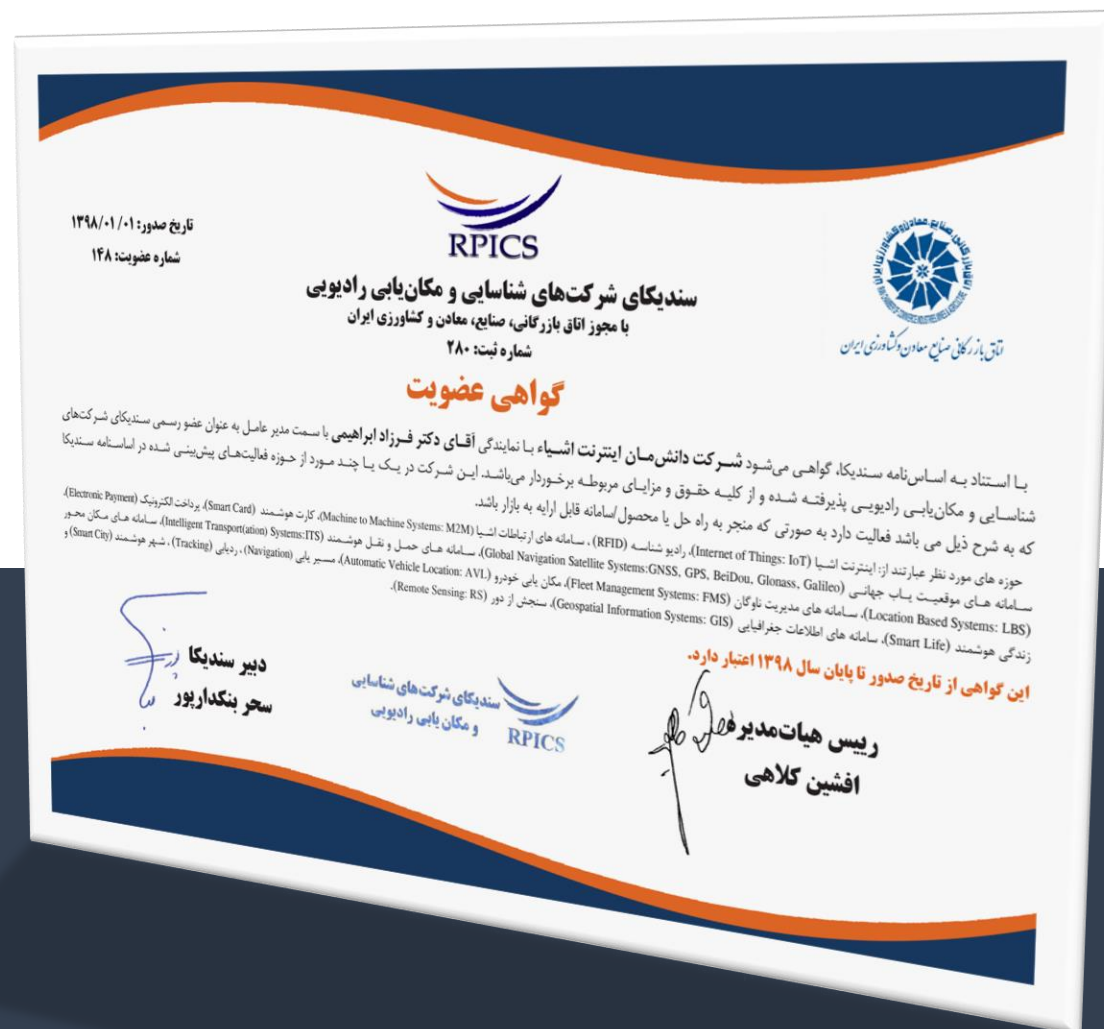 تاریخ صدور: ۱۳۹۸/۰۱/۰۱
شماره عضویت: ۱۴۸
RPICS
سندیکای شرکت‌های شناسایی و مکان‌یابی رادیویی
با مجوز اتاق بازرگانی، صنایع، معادن و کشاورزی ایران
شماره ثبت: ۲۸۰
اتاق بازرگانی صنایع معادن و کشاورزی ایران
گواهی عضویت
با استناد به اساس‌نامه سندیکا، گواهی می‌شود شرکت دانش‌مان اینترنت اشیاء با نمایندگی آقای دکتر فرزاد ابراهیمی با سمت مدیر عامل به عنوان عضو رسمی سندیکای شرکت‌های
شناسایی و مکان‌یابی رادیویی پذیرفته شده و از کلیه حقوق و مزایای مربوطه برخوردار می‌باشد. این شرکت در یک یا چند مورد از حوزه فعالیت‌های پیش‌بینی شده در اساسنامه سندیکا
که به شرح ذیل می باشد فعالیت دارد به صورتی که منجر به راه حل یا محصول/سامانه قابل ارایه به بازار باشد.
حوزه های مورد نظر عبارتند از: اینترنت اشیا (Internet of Things: IoT)، رادیو شناسه (RFID)، سامانه های ارتباطات اشیا (Machine to Machine Systems: M2M)، کارت هوشمند (Smart Card)، پرداخت الکترونیک (Electronic Payment)،
سامانه های موقعیت یاب جهانی (Global Navigation Satellite Systems:GNSS, GPS, BeiDou, Glonass, Galileo)، سامانه های حمل و نقل هوشمند (Intelligent Transport(ation) Systems:ITS)، سامانه های مکان محور
(Location Based Systems: LBS)، سامانه های مدیریت ناوگان (Fleet Management Systems: FMS)، مکان یابی خودرو (Automatic Vehicle Location: AVL)، مسیر یابی (Navigation)، ردیابی (Tracking)، شهر هوشمند (Smart City) و
زندگی هوشمند (Smart Life)، سامانه های اطلاعات جغرافیایی (Geospatial Information Systems: GIS)، سنجش از دور (Remote Sensing: RS).
این گواهی از تاریخ صدور تا پایان سال ۱۳۹۸ اعتبار دارد.
رییس هیات‌مدیره
افشین کلاهی
سندیکای شرکت‌های شناسایی
و مکان یابی رادیویی
RPICS
دبیر سندیکا
سحر بنکدارپور